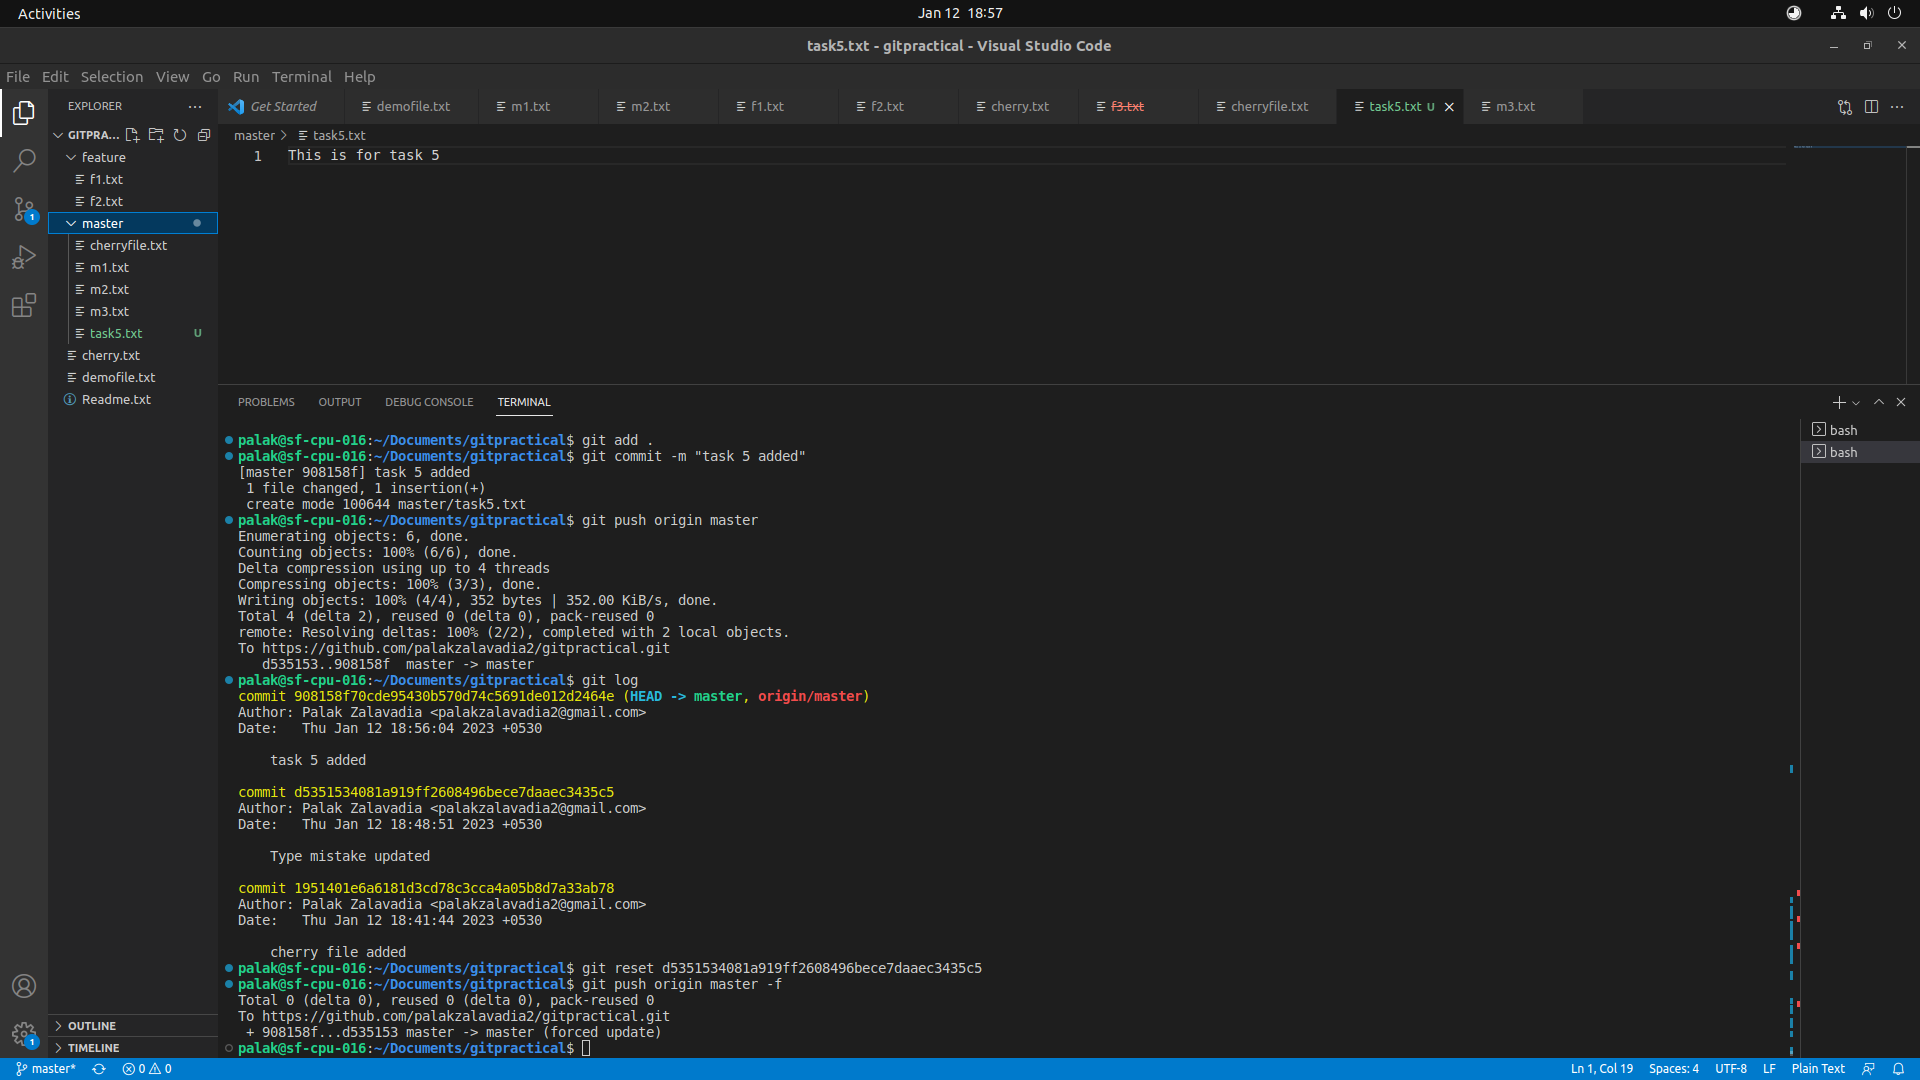 Activities
Jan 12 18:57
task5.txt - gitpractical - Visual Studio Code
File Edit Selection View Go Run Terminal Help
EXPLORER
Get Started demofile.txt m1.txt m2.txt f1.txt f2.txt cherry.txt f3.txt cherryfile.txt task5.txt U m3.txt
GITPRA...
master > task5.txt
feature
f1.txt
f2.txt
master
cherryfile.txt
m1.txt
m2.txt
m3.txt
task5.txt U
cherry.txt
demofile.txt
Readme.txt
1 This is for task 5
PROBLEMS OUTPUT DEBUG CONSOLE TERMINAL
bash
bash
palak@sf-cpu-016:~/Documents/gitpractical$ git add .
palak@sf-cpu-016:~/Documents/gitpractical$ git commit -m "task 5 added"
[master 908158f] task 5 added
1 file changed, 1 insertion(+)
create mode 100644 master/task5.txt
palak@sf-cpu-016:~/Documents/gitpractical$ git push origin master
Enumerating objects: 6, done.
Counting objects: 100% (6/6), done.
Delta compression using up to 4 threads
Compressing objects: 100% (3/3), done.
Writing objects: 100% (4/4), 352 bytes | 352.00 KiB/s, done.
Total 4 (delta 2), reused 0 (delta 0), pack-reused 0
remote: Resolving deltas: 100% (2/2), completed with 2 local objects.
To https://github.com/palakzalavadia2/gitpractical.git
d535153..908158f master -> master
palak@sf-cpu-016:~/Documents/gitpractical$ git log
commit 908158f70cde95430b570d74c5691de012d2464e (HEAD -> master, origin/master)
Author: Palak Zalavadia <palakzalavadia2@gmail.com>
Date: Thu Jan 12 18:56:04 2023 +0530
task 5 added
commit d5351534081a919ff2608496bece7daaec3435c5
Author: Palak Zalavadia <palakzalavadia2@gmail.com>
Date: Thu Jan 12 18:48:51 2023 +0530
Type mistake updated
commit 1951401e6a6181d3cd78c3cca4a05b8d7a33ab78
Author: Palak Zalavadia <palakzalavadia2@gmail.com>
Date: Thu Jan 12 18:41:44 2023 +0530
cherry file added
palak@sf-cpu-016:~/Documents/gitpractical$ git reset d5351534081a919ff2608496bece7daaec3435c5
palak@sf-cpu-016:~/Documents/gitpractical$ git push origin master -f
Total 0 (delta 0), reused 0 (delta 0), pack-reused 0
To https://github.com/palakzalavadia2/gitpractical.git
+ 908158f...d535153 master -> master (forced update)
palak@sf-cpu-016:~/Documents/gitpractical$
1
1
OUTLINE
TIMELINE
master* 0 0
Ln 1, Col 19 Spaces: 4 UTF-8 LF Plain Text